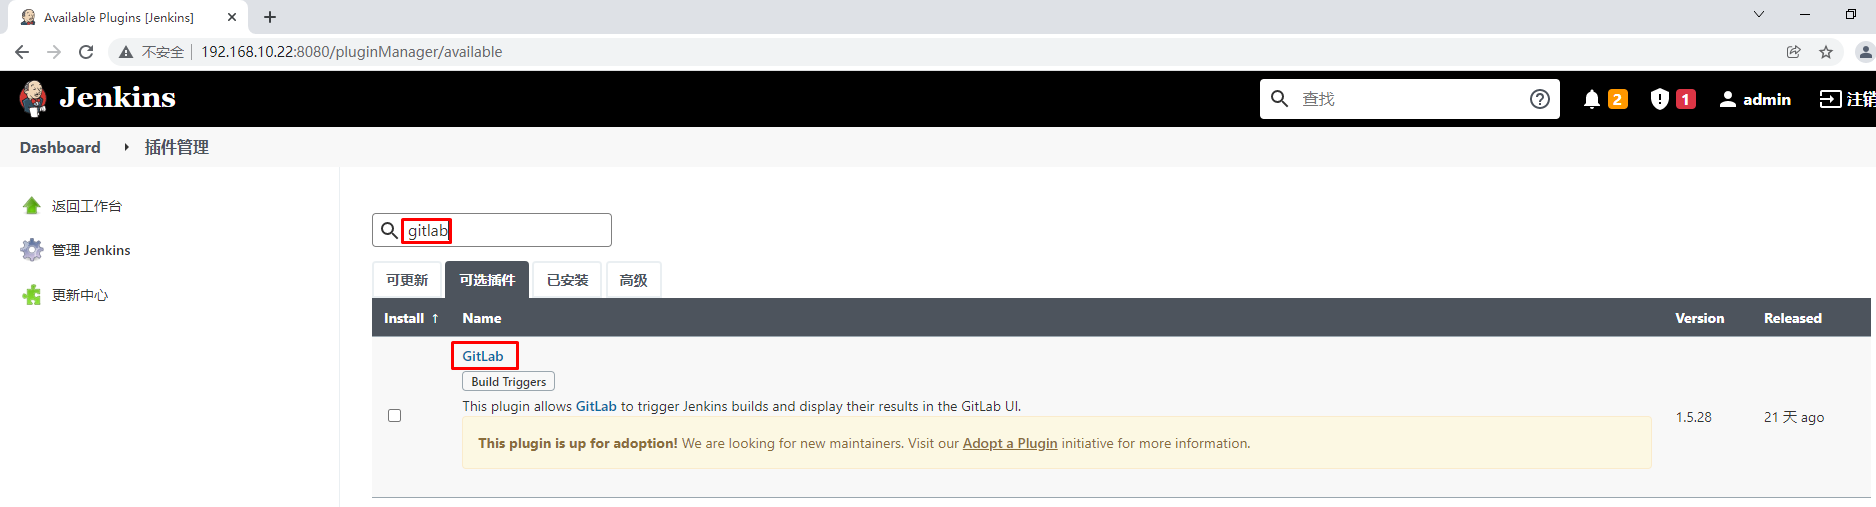 Available Plugins [Jenkins]
不安全 192.168.10.22:8080/pluginManager/available
Jenkins
查找
2
1
admin
注销
Dashboard 插件管理
返回工作台
管理 Jenkins
更新中心
gitlab
可更新 可选插件 已安装 高级
Install ↑ Name Version Released
GitLab
Build Triggers
This plugin allows GitLab to trigger Jenkins builds and display their results in the GitLab UI.
This plugin is up for adoption! We are looking for new maintainers. Visit our Adopt a Plugin initiative for more information.
1.5.28
21 天 ago